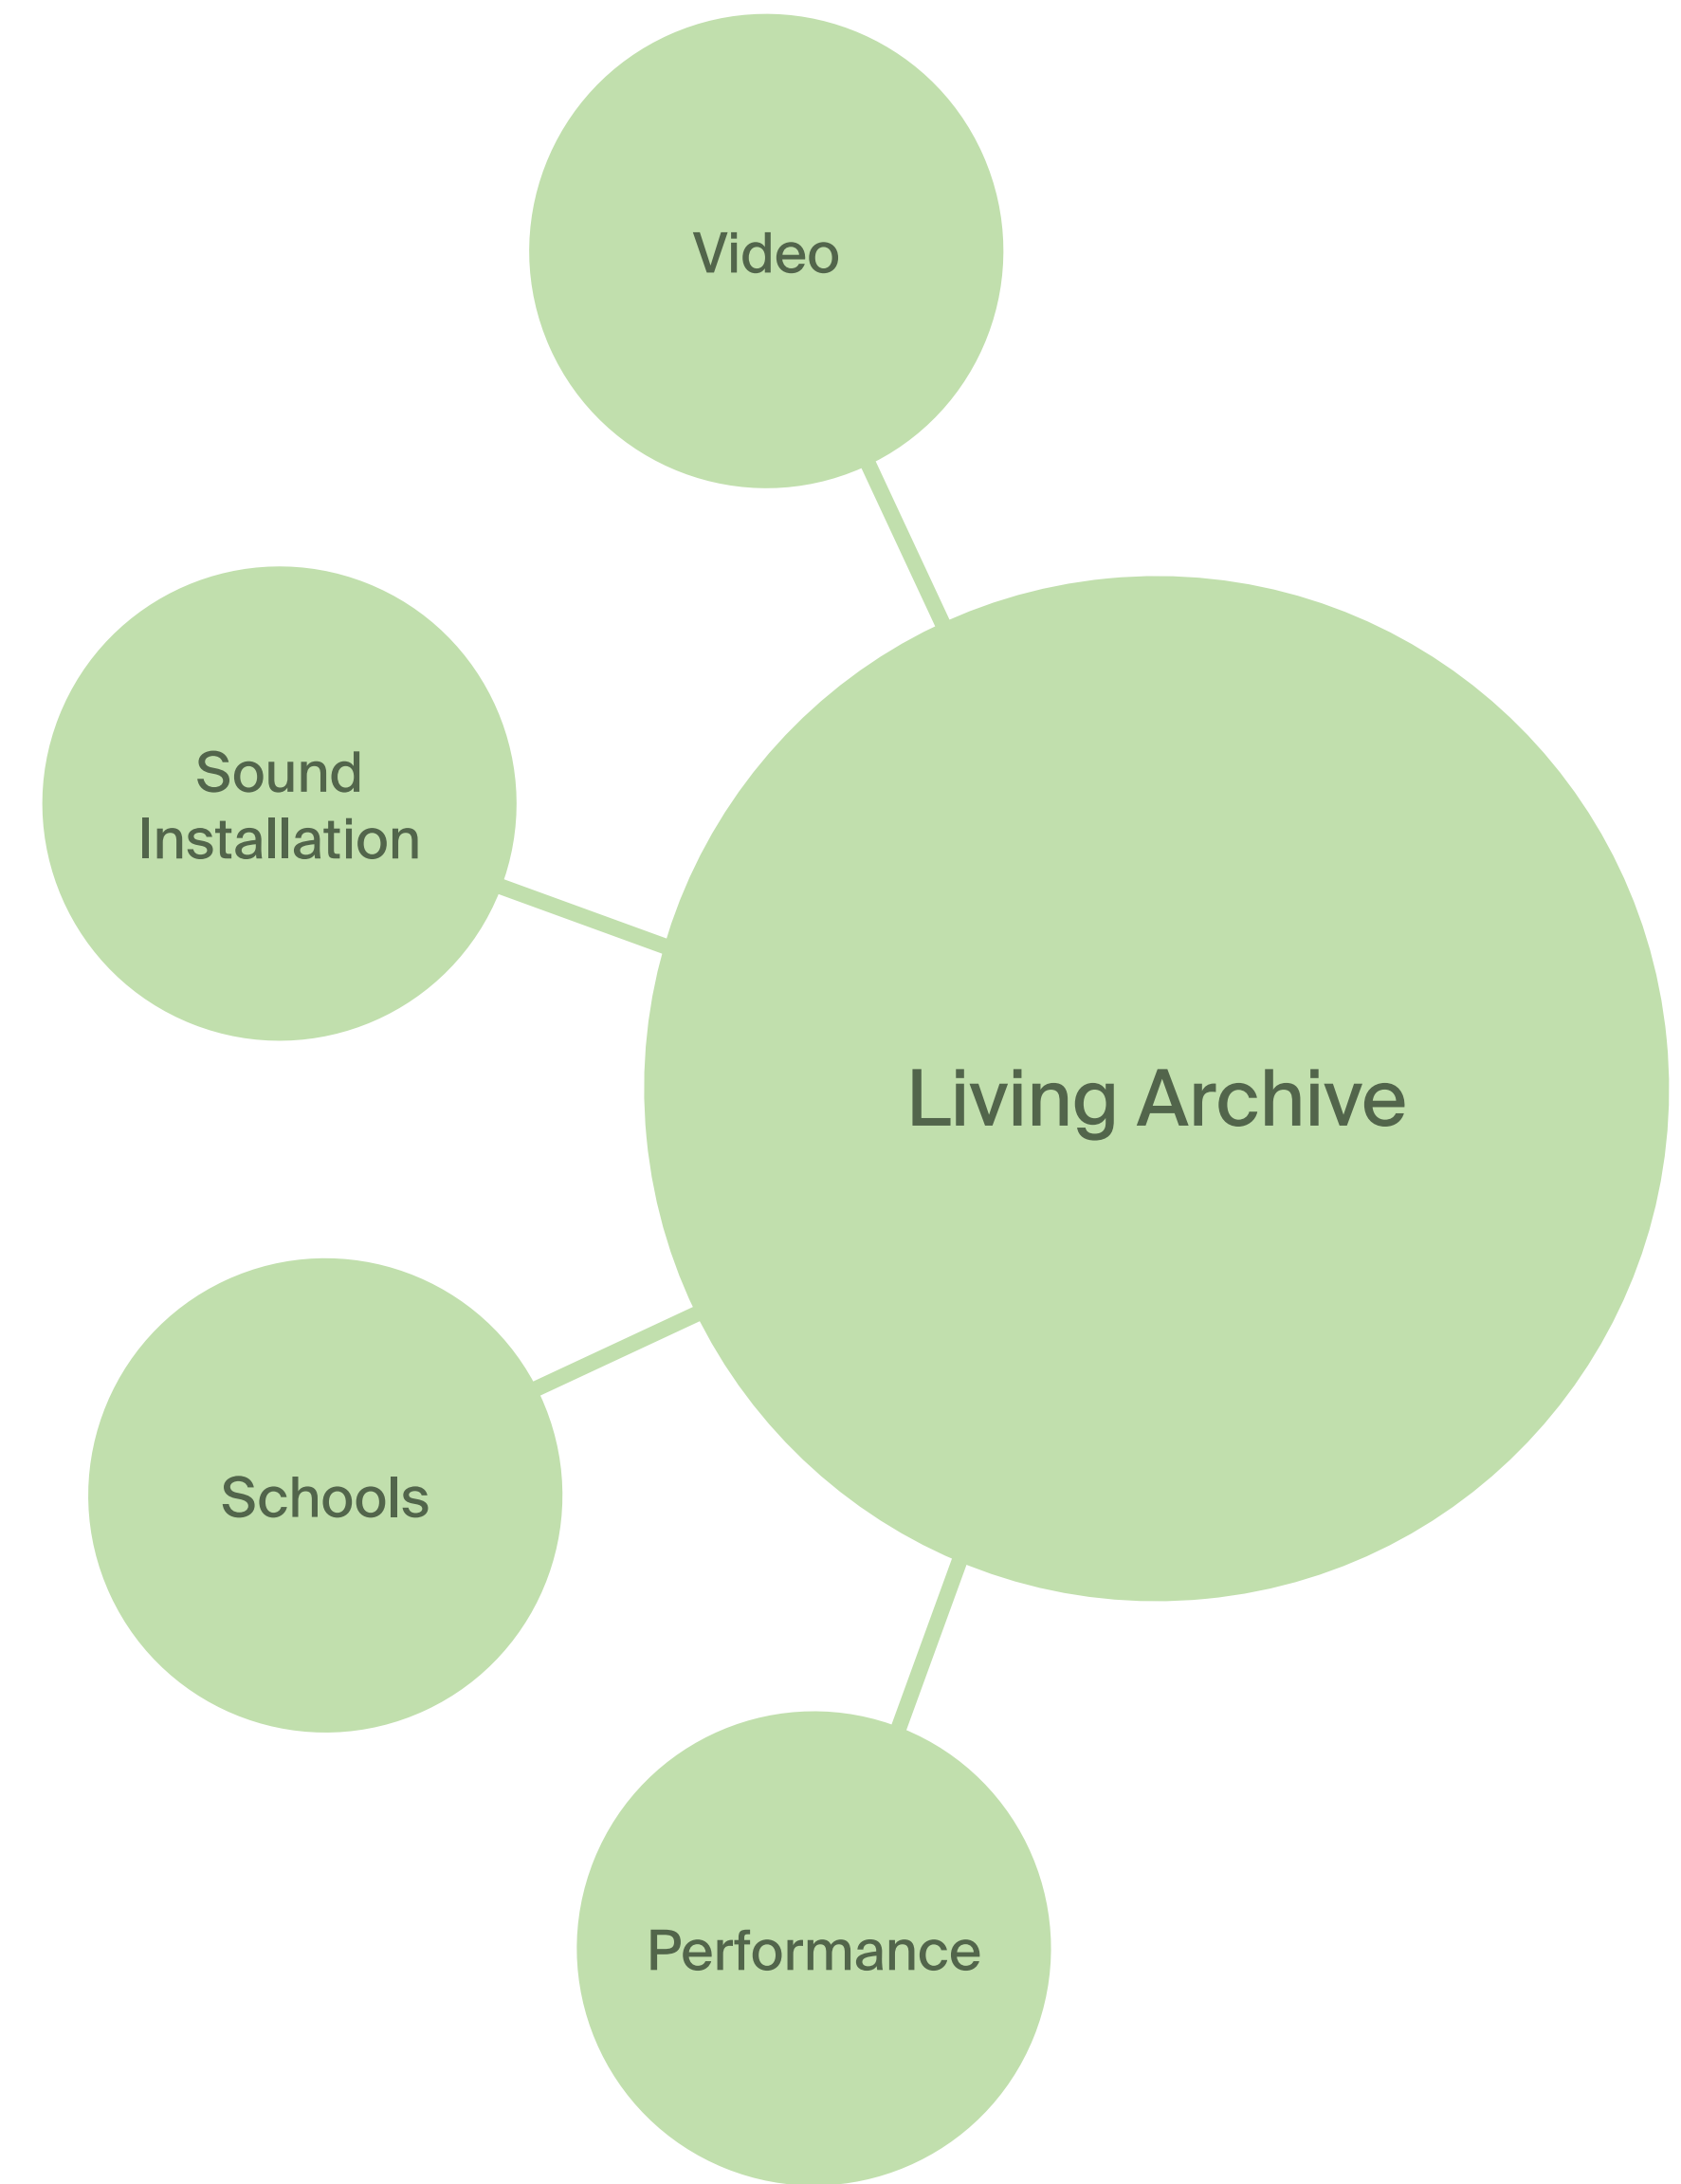 Video
Sound
Installation
Living Archive
Schools
Performance